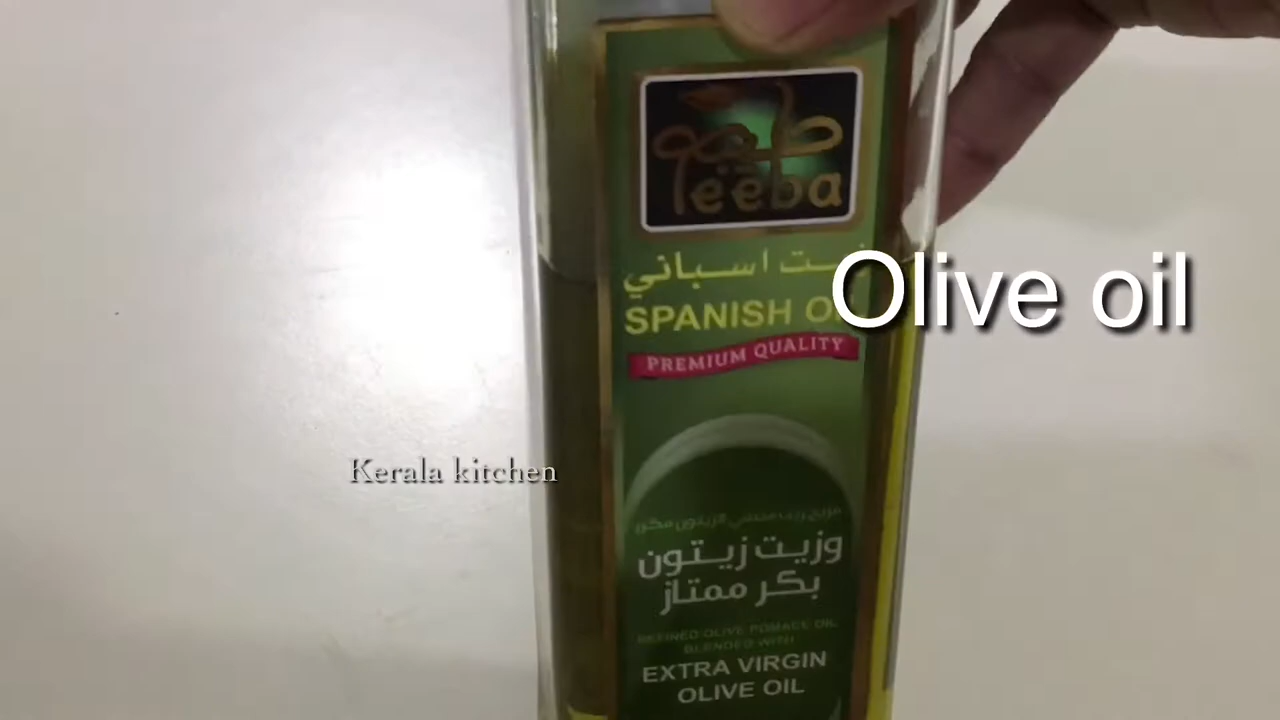 طيبه
Teeba
زيت اسباني
SPANISH
Olive oil
PREMIUM QUALITY
Kerala kitchen
وزيت زيتون
بكر ممتاز
REFINED OLIVE POMACE OIL
BLENDED WITH
EXTRA VIRGIN
OLIVE OIL